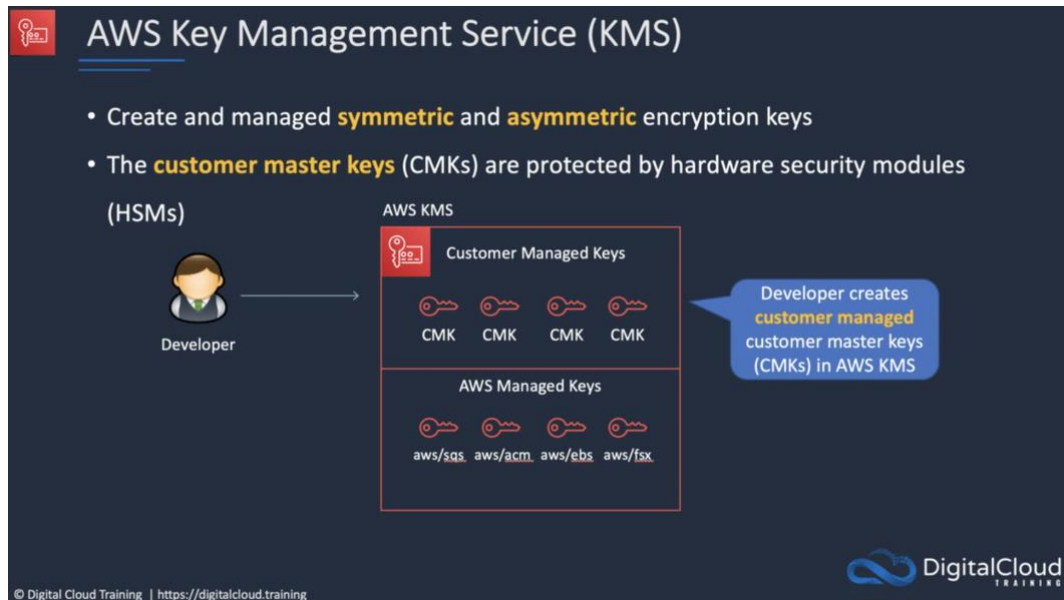 AWS Key Management Service (KMS)
• Create and managed symmetric and asymmetric encryption keys
• The customer master keys (CMKs) are protected by hardware security modules
(HSMs)
AWS KMS
Customer Managed Keys
CMK CMK CMK CMK
Developer
Developer creates
customer managed
customer master keys
(CMKs) in AWS KMS
AWS Managed Keys
aws/sqs aws/acm aws/ebs aws/fsx
DigitalCloud
TRAINING
© Digital Cloud Training | https://digitalcloud.training